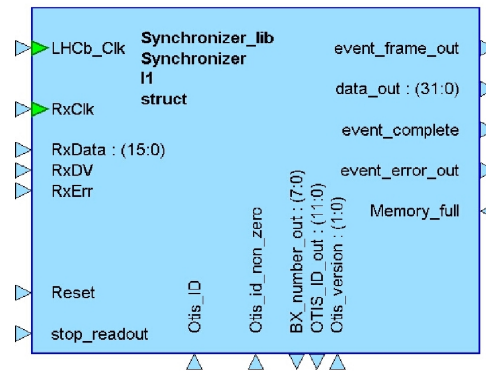 LHCb_Clk
Synchronizer_lib
Synchronizer
I1
struct
RxClk
RxData : (15:0)
RxDV
RxErr
Reset
stop_readout
event_frame_out
data_out : (31:0)
event_complete
event_error_out
Memory_full
Otis_ID
Otis_id_non_zero
BX_number_out : (7:0)
OTIS_ID_out : (11:0)
Otis_version : (1:0)